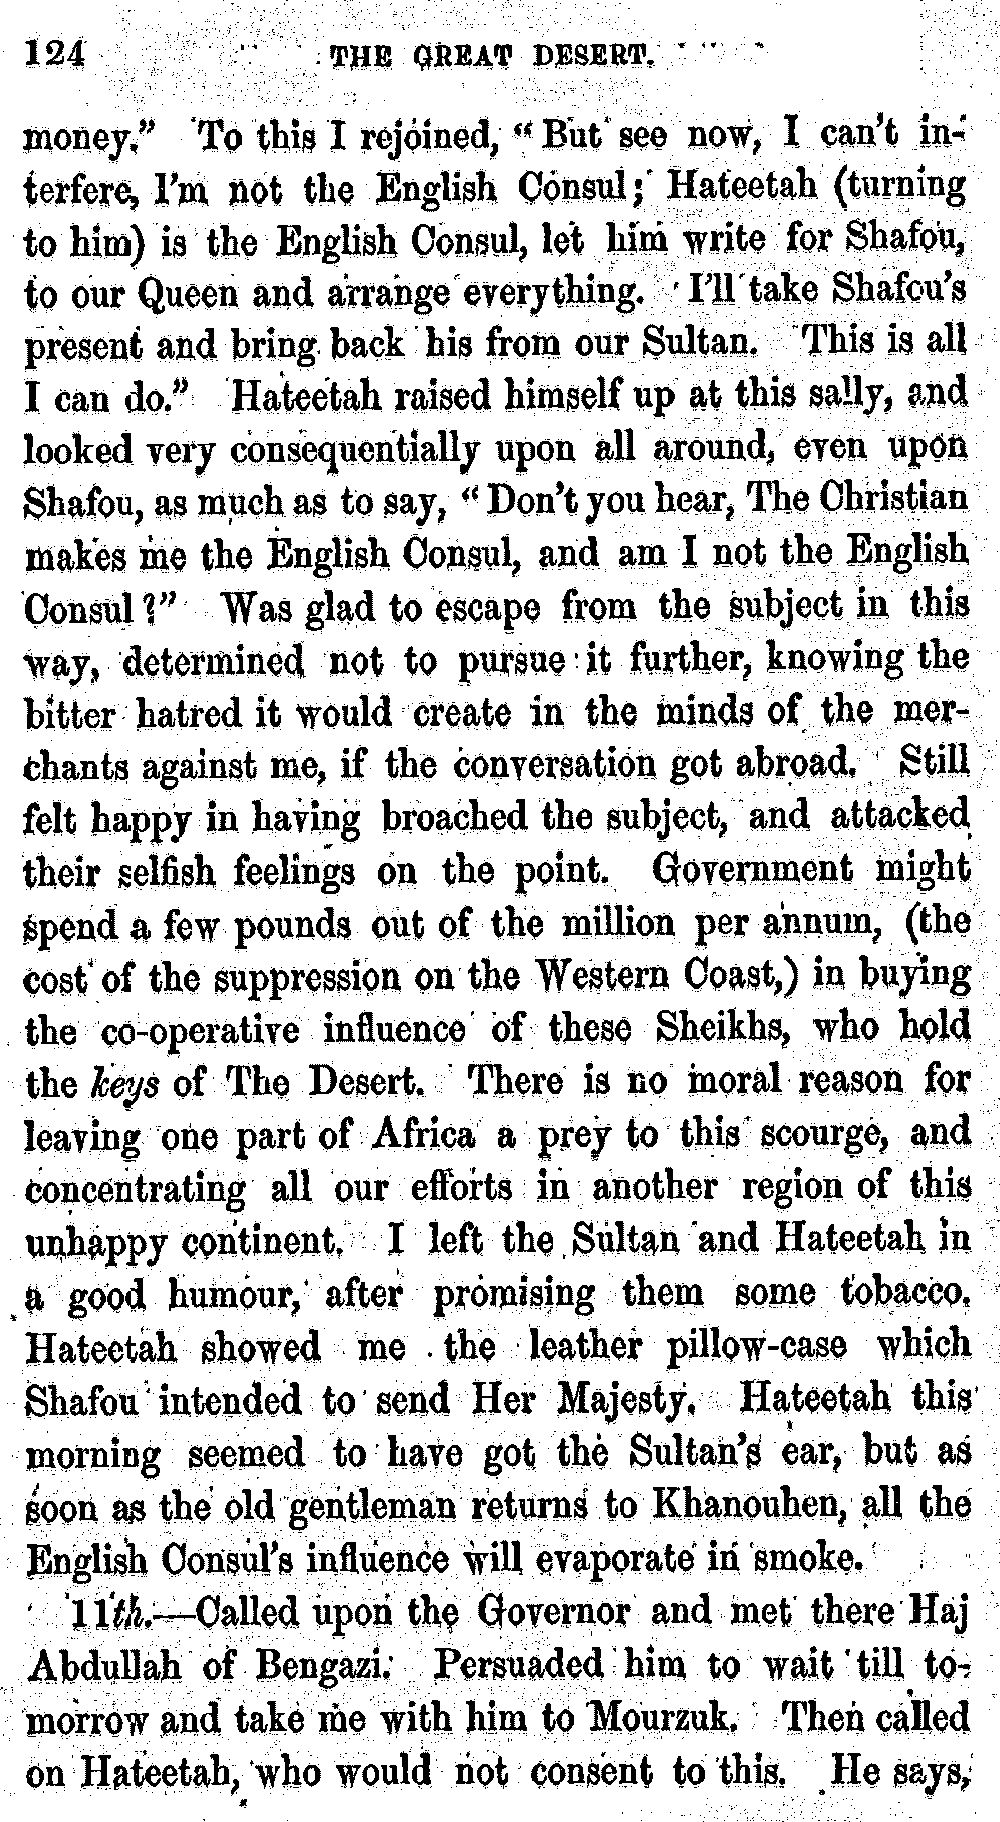 124 THE GREAT DESERT.
money.” To this I rejoined, “But see now, I can't in-
terfere, I'm not the English Consul; Hateetah (turning
to him) is the English Consul, let him write for Shafou,
to our Queen and arrange everything. I'll take Shafou's
present and bring back his from our Sultan. This is all
I can do.” Hateetah raised himself up at this sally, and
looked very consequentially upon all around, even upon
Shafou, as much as to say, “Don't you hear, The Christian
makes me the English Consul, and am I not the English
Consul?” Was glad to escape from the subject in this
way, determined not to pursue it further, knowing the
bitter hatred it would create in the minds of the mer-
chants against me, if the conversation got abroad. Still
felt happy in having broached the subject, and attacked
their selfish feelings on the point. Government might
spend a few pounds out of the million per annum, (the
cost of the suppression on the Western Coast,) in buying
the co-operative influence of these Sheikhs, who hold
the keys of The Desert. There is no moral reason for
leaving one part of Africa a prey to this scourge, and
concentrating all our efforts in another region of this
unhappy continent. I left the Sultan and Hateetah in
a good humour, after promising them some tobacco.
Hateetah showed me the leather pillow-case which
Shafou intended to send Her Majesty. Hateetah this
morning seemed to have got the Sultan's ear, but as
soon as the old gentleman returns to Khanouhen, all the
English Consul's influence will evaporate in smoke.
11th.—Called upon the Governor and met there Haj
Abdullah of Bengazi. Persuaded him to wait till to-
morrow and take me with him to Mourzuk. Then called
on Hateetah, who would not consent to this. He says,